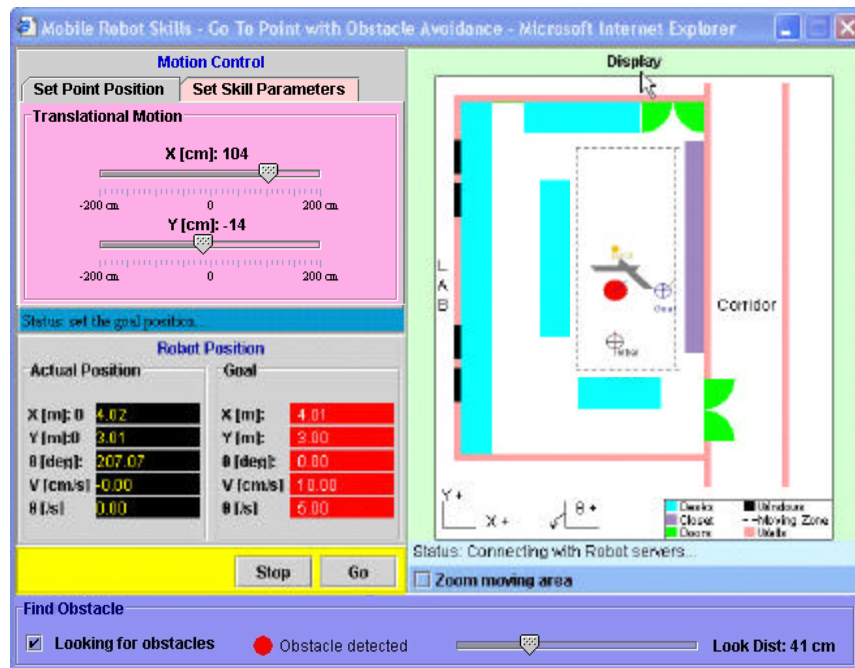 Mobile Robot Skills - Go To Point with Obstacle Avoidance - Microsoft Internet Explorer
Motion Control
Set Point Position
Set Skill Parameters
Translational Motion
X [cm]: 104
-200 cm 0 200 cm
Y [cm]: -14
-200 cm 0 200 cm
Status: set the goal position...
Robot Position
Actual Position
X [m]: 0 4.02
Y [m]:0 3.01
θ [deg]: 207.07
V [cm/s] -0.00
θ [/s] 0.00
Goal
X [m]: 4.01
Y [m]: 3.00
θ [deg]: 0.00
V [cm/s] 10.00
θ [/s] 5.00
Stop Go
Display
LAB
Goal
Initial
Corridor
Y +
X +
θ +
Desks Windows
Closet Moving Zone
Doors Walls
Status: Connecting with Robot servers...
Zoom moving area
Find Obstacle
Looking for obstacles
Obstacle detected
Look Dist: 41 cm